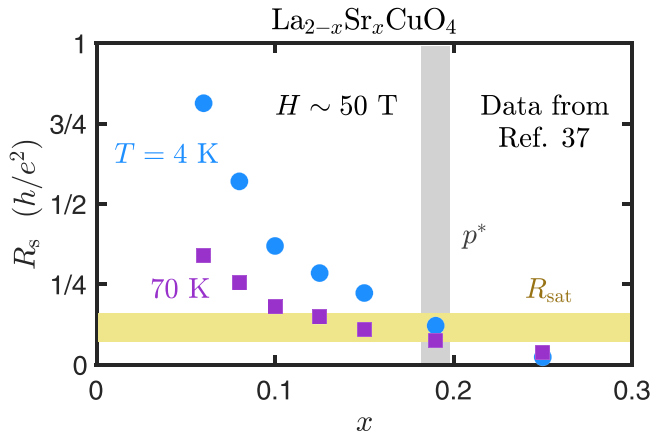 La₂₋ₓSrₓCuO₄
1
3/4
1/2
1/4
0
Rₛ (h/e²)
H ∼ 50 T
Data from
Ref. 37
T = 4 K
p*
70 K
R_sat
0
0.1
0.2
0.3
x